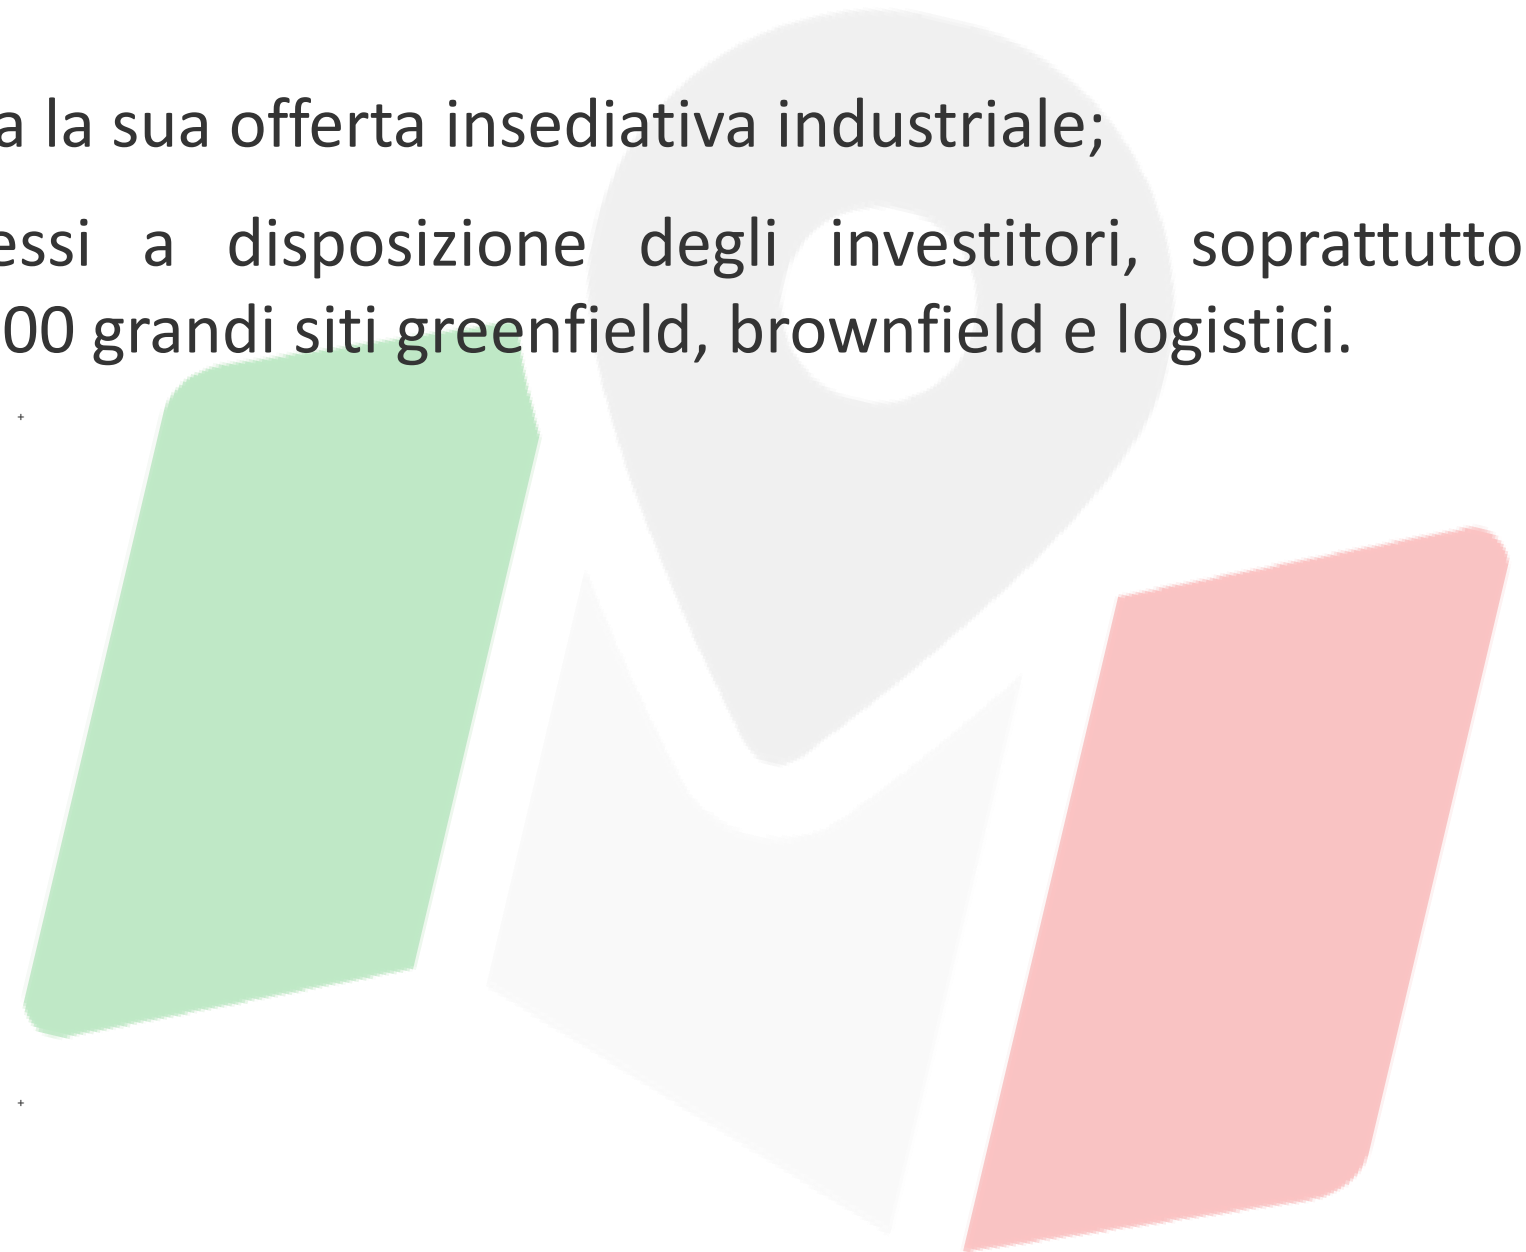 a la sua offerta insediativa industriale;
essi a disposizione degli investitori, soprattutto
00 grandi siti greenfield, brownfield e logistici.
+
+